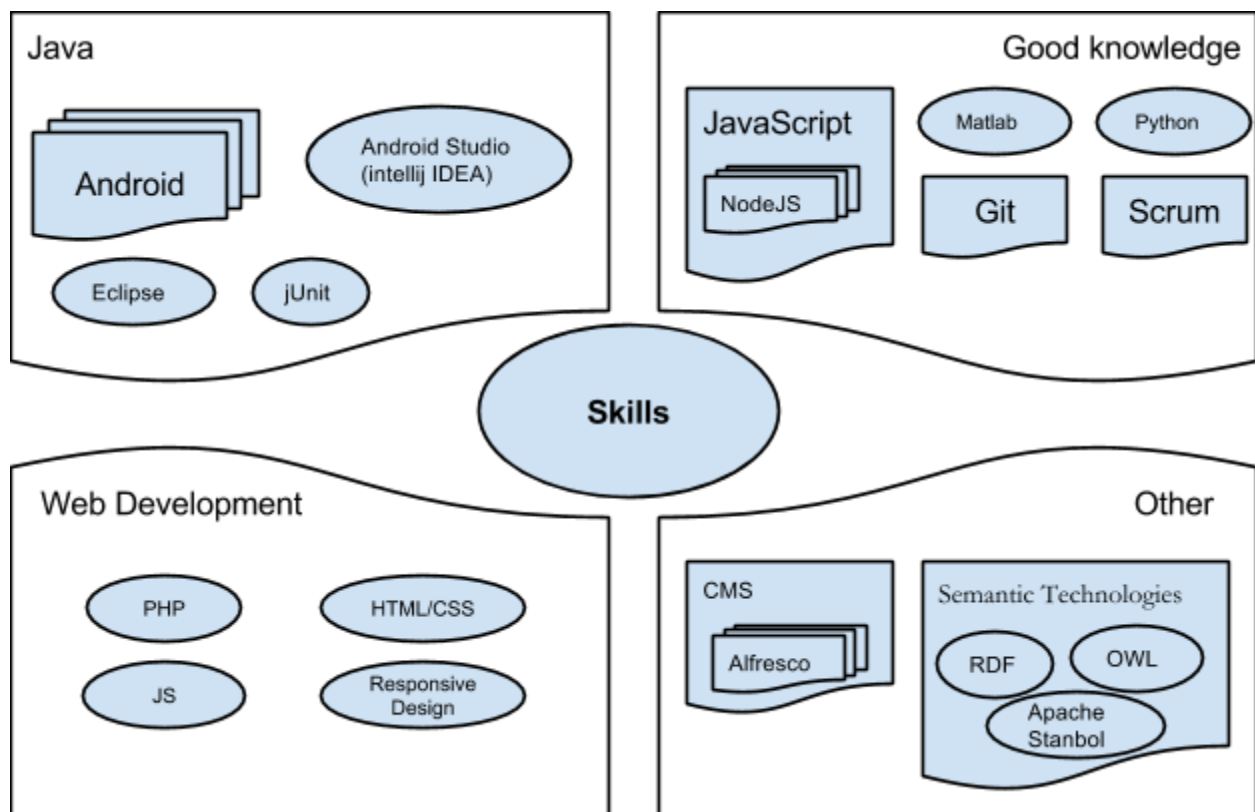 Java
Android
Android Studio
(intellij IDEA)
Eclipse
jUnit
Good knowledge
JavaScript
NodeJS
Matlab
Python
Git
Scrum
Skills
Web Development
PHP
HTML/CSS
JS
Responsive
Design
Other
CMS
Alfresco
Semantic Technologies
RDF
OWL
Apache
Stanbol